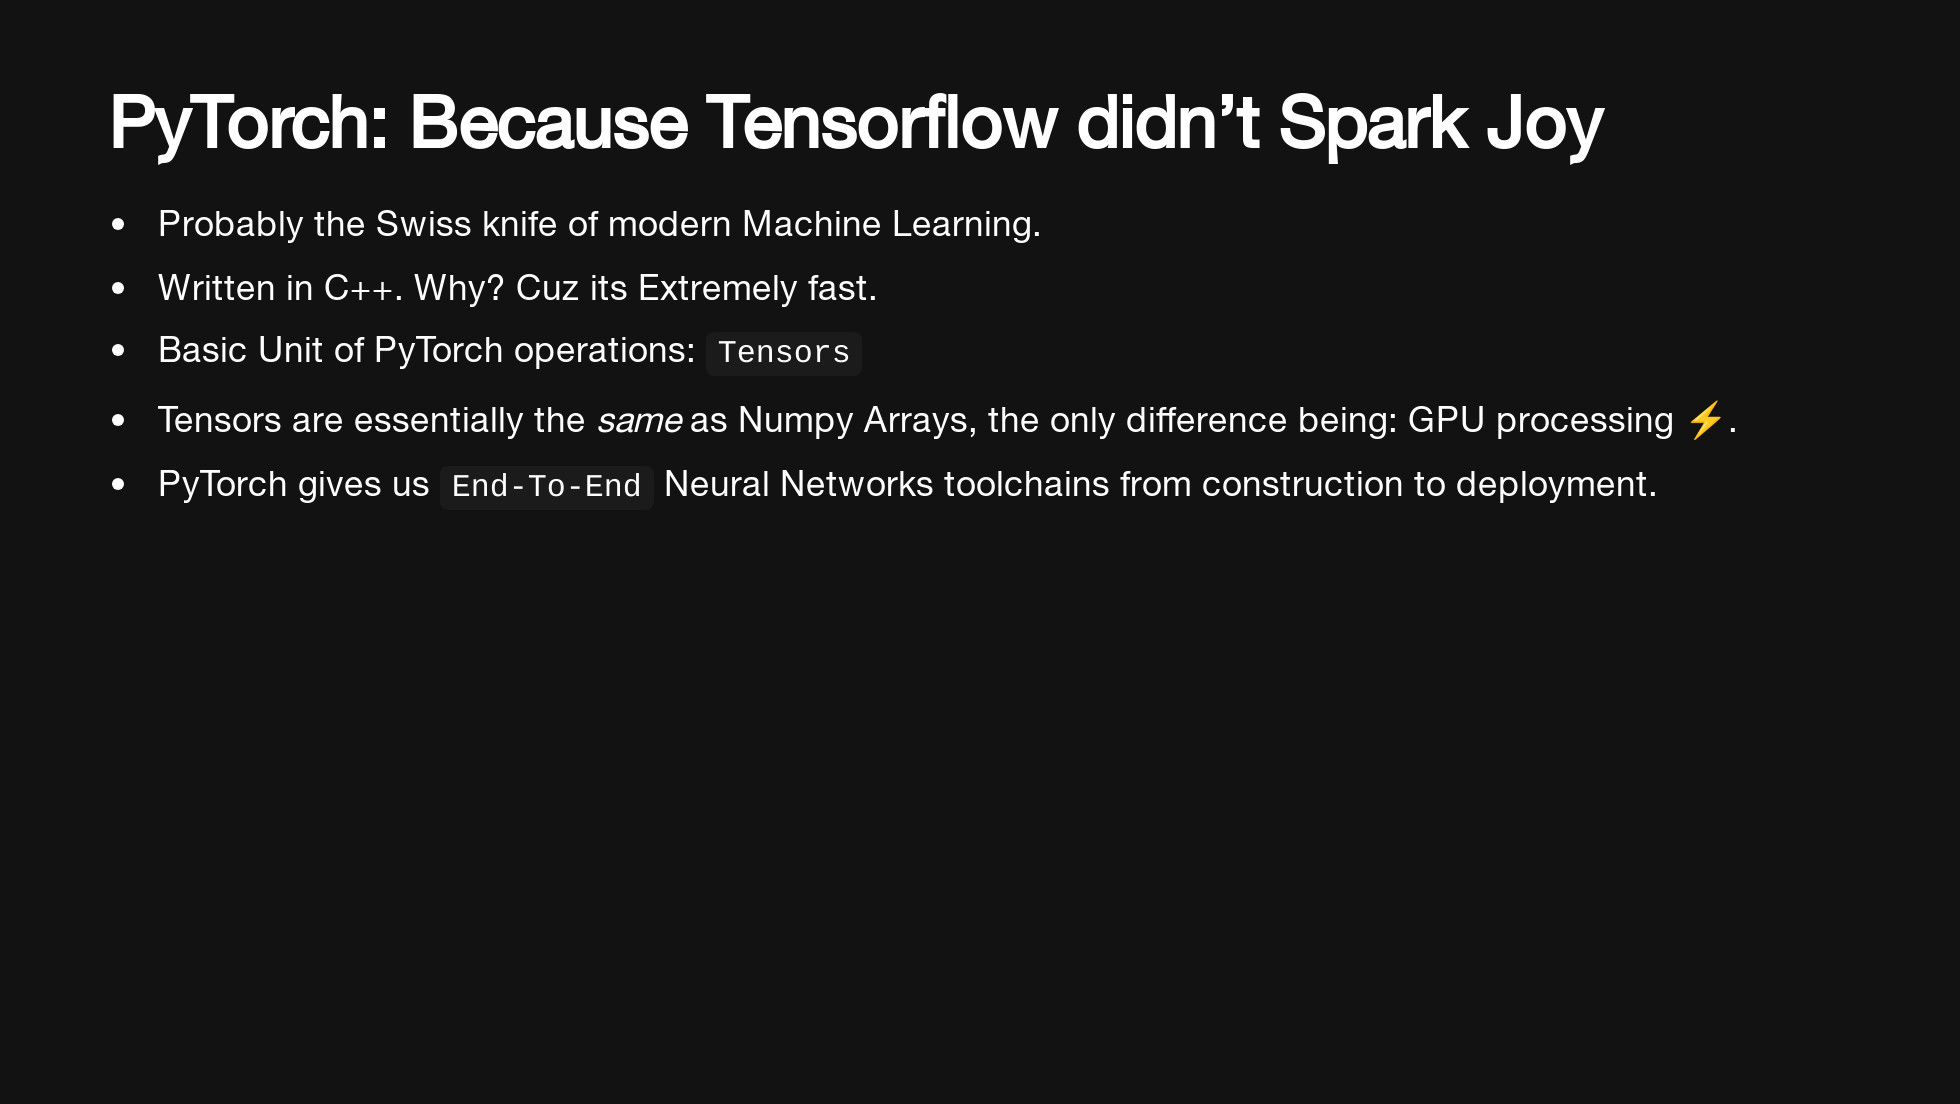 PyTorch: Because Tensorflow didn’t Spark Joy
• Probably the Swiss knife of modern Machine Learning.
• Written in C++. Why? Cuz its Extremely fast.
• Basic Unit of PyTorch operations: Tensors
• Tensors are essentially the same as Numpy Arrays, the only difference being: GPU processing ⚡.
• PyTorch gives us End-To-End Neural Networks toolchains from construction to deployment.